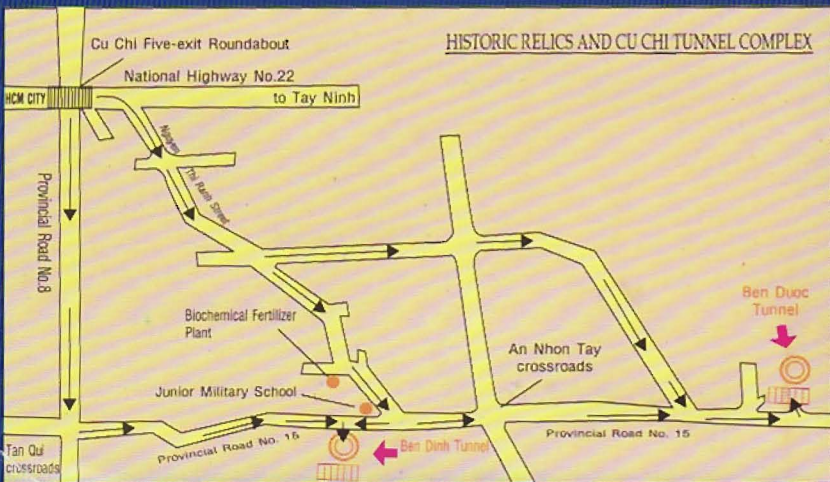 HISTORIC RELICS AND CU CHI TUNNEL COMPLEX
Cu Chi Five-exit Roundabout
National Highway No.22
HCM CITY
to Tay Ninh
Nguyen
Thi Ranh Street
Provincial Road No.8
Ben Duoc
Tunnel
Biochemical Fertilizer
Plant
An Nhon Tay
crossroads
Junior Military School
Provincial Road No. 15
Ben Dinh Tunnel
Provincial Road No. 15
Tan Qui
crossroads